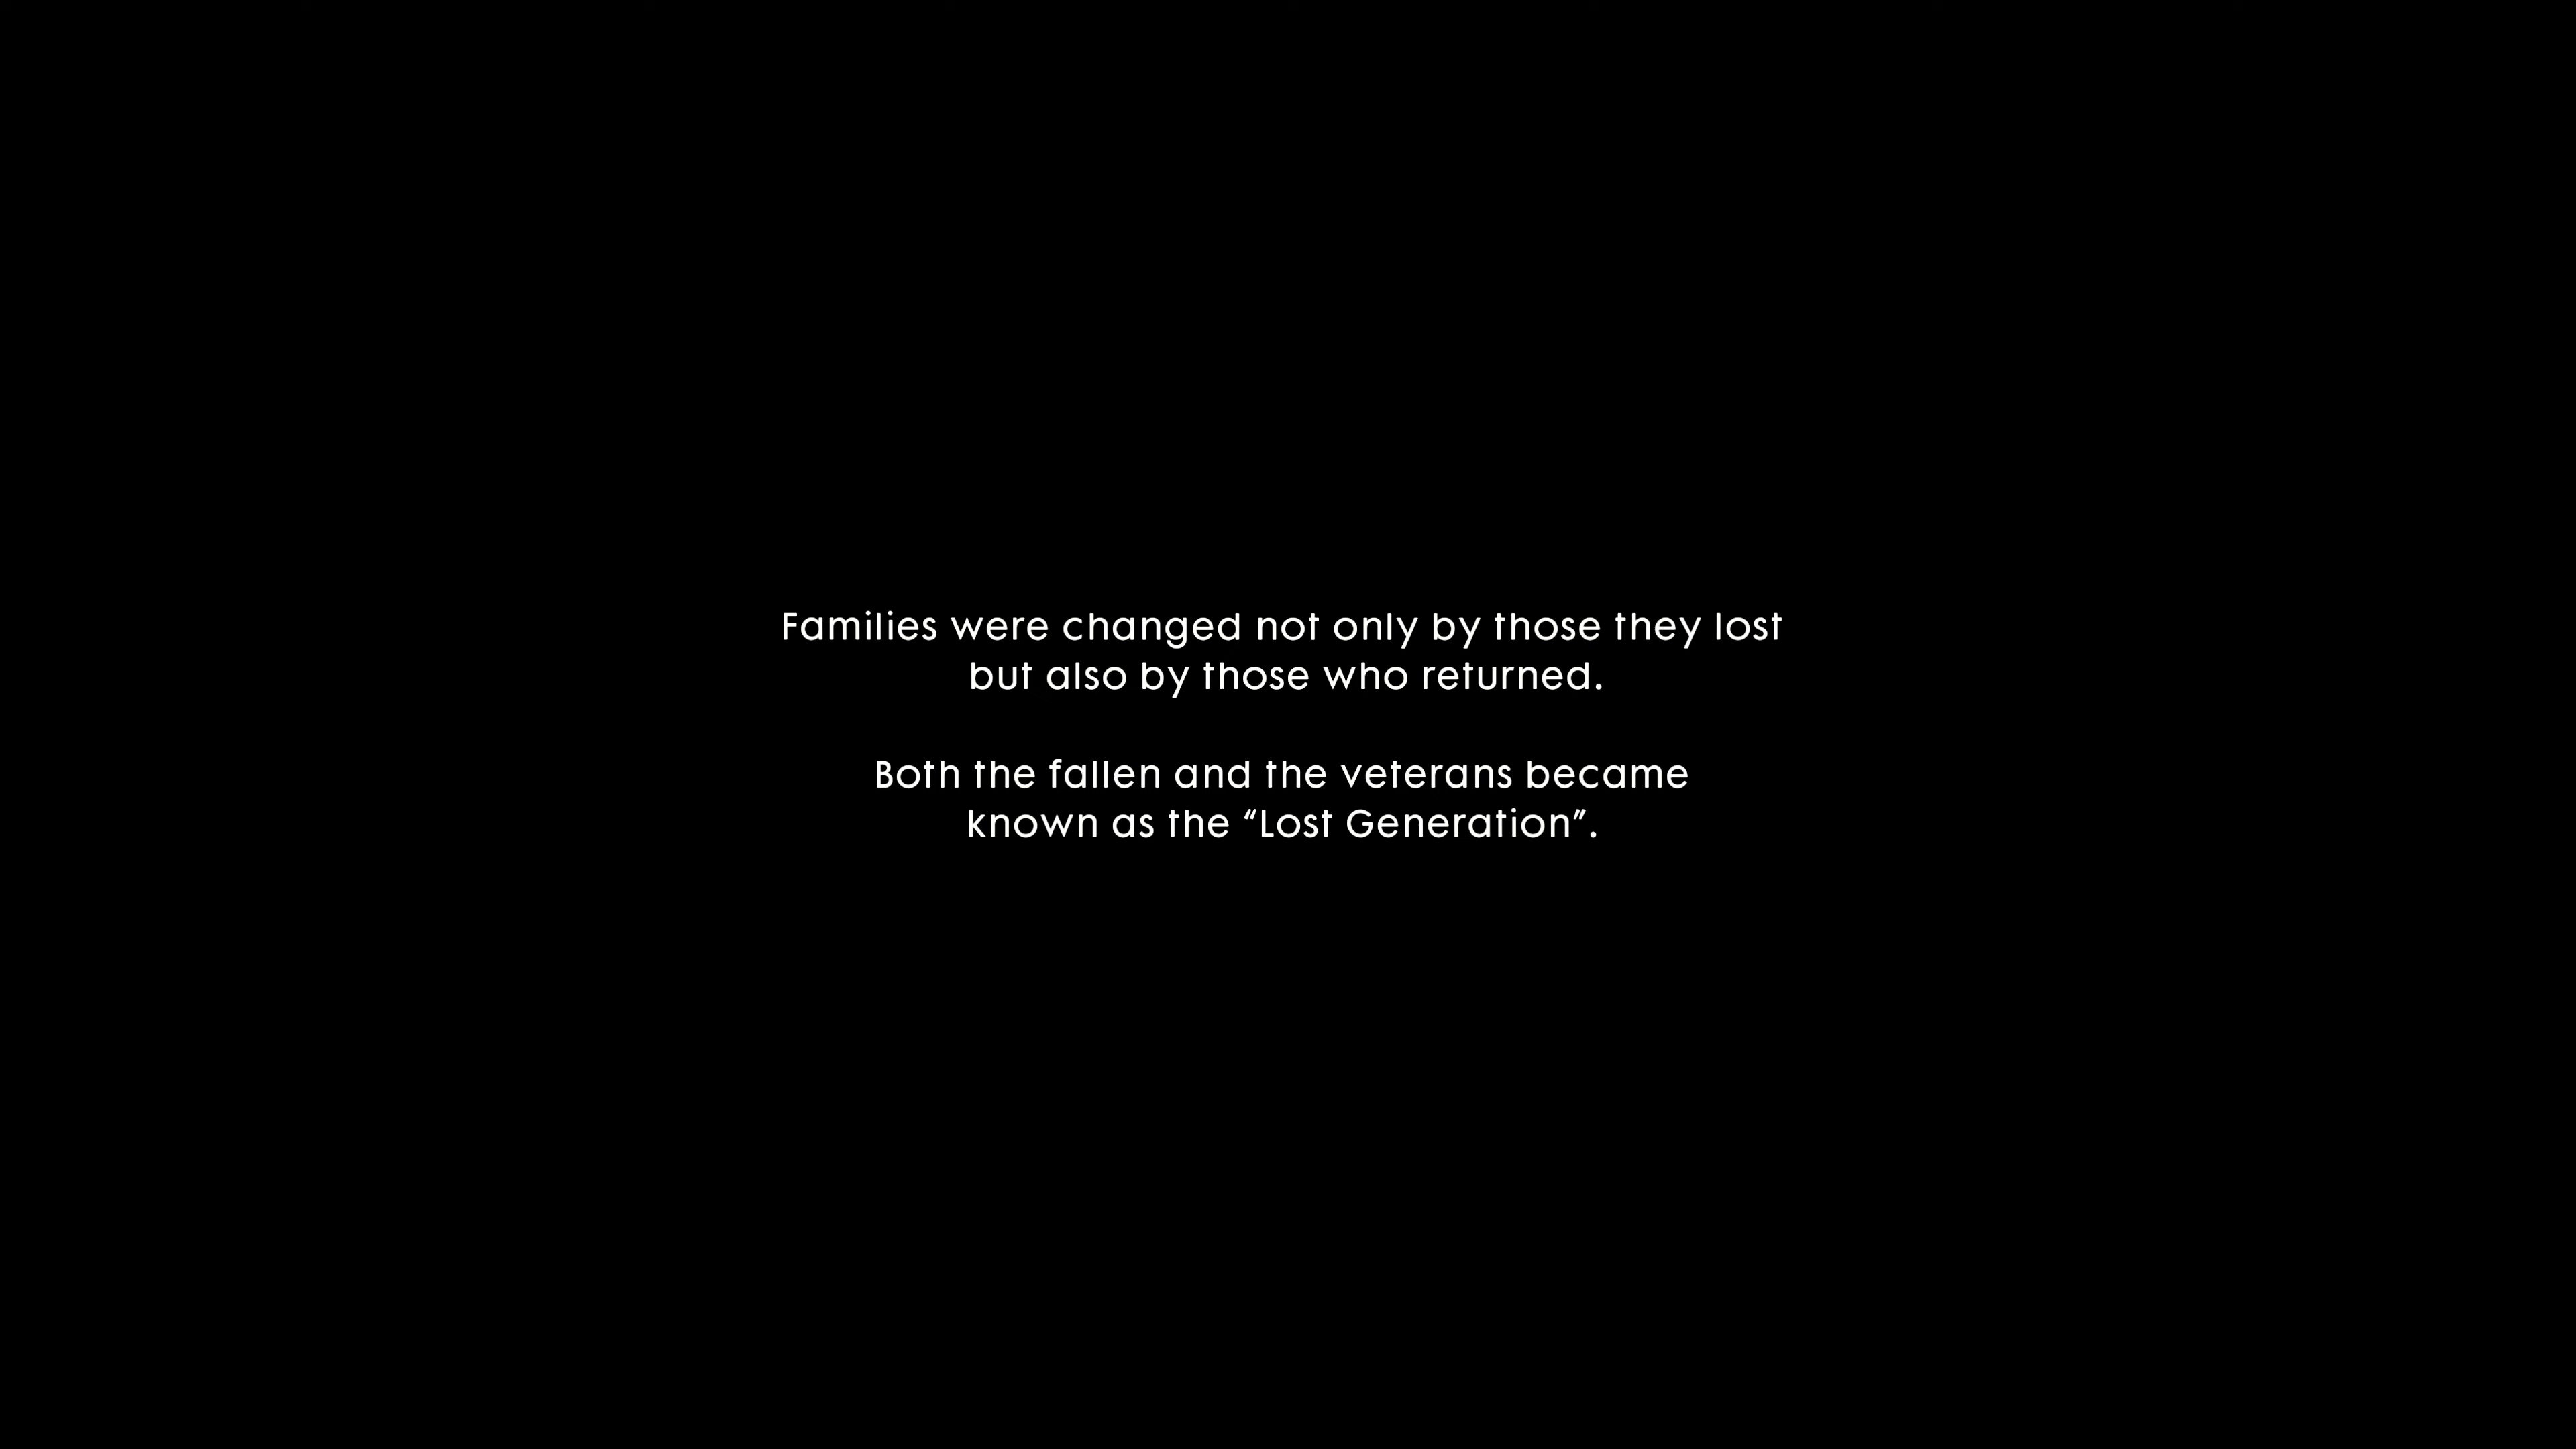 Families were changed not only by those they lost
but also by those who returned.
Both the fallen and the veterans became
known as the “Lost Generation”.